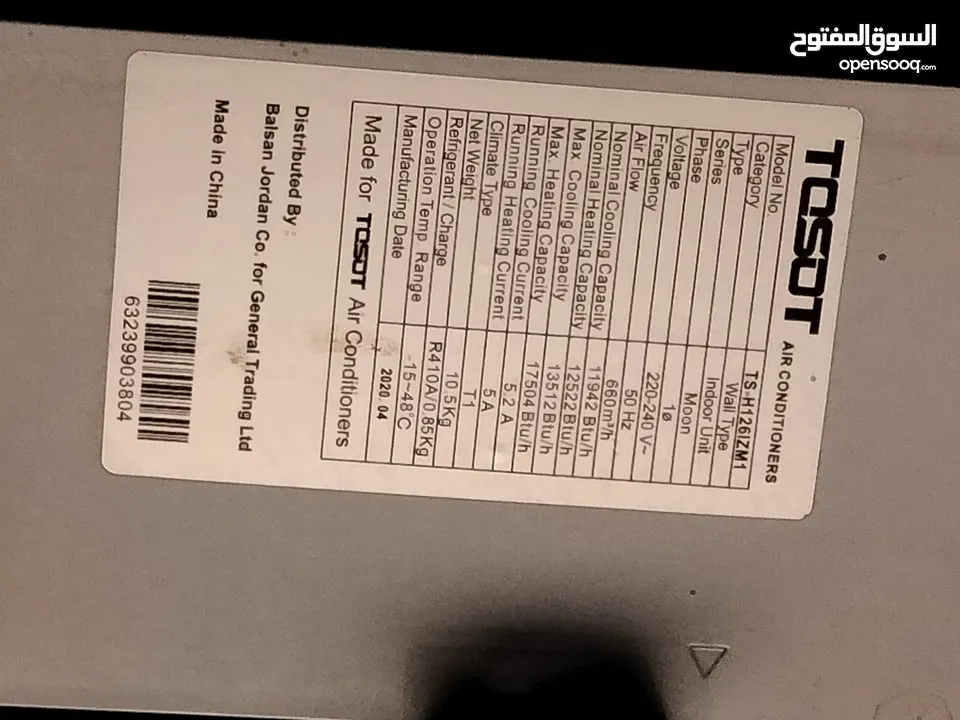 السوق المفتوح
opensooq.com
TOSOT AIR CONDITIONERS
Model No. TS-H126IZM1
Category Wall Type
Type Indoor Unit
Series Moon
Phase 1ø
Voltage 220-240 V~
Frequency 50 Hz
Air Flow 660 m³/h
Nominal Cooling Capacity 11942 Btu/h
Nominal Heating Capacity 12522 Btu/h
Max. Cooling Capacity 13512 Btu/h
Max. Heating Capacity 17504 Btu/h
Running Cooling Current 5.2 A
Running Heating Current 5 A
Climate Type T1
Net Weight 10.5Kg
Refrigerant / Charge R410A/0.85Kg
Operation Temp. Range -15~48°C
Manufacturing Date 2020.04
Made for TOSOT Air Conditioners
Distributed By :
Balsan Jordan Co. for General Trading Ltd
Made in China
63239903804